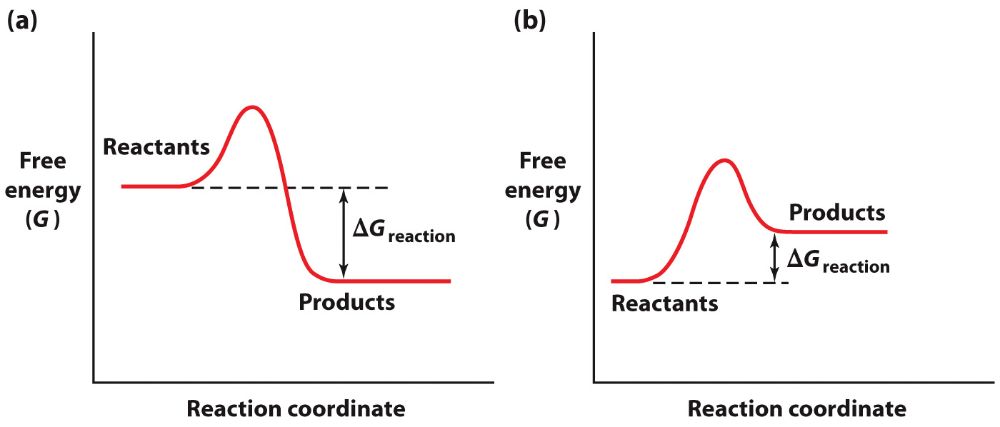 (a)
Reactants
Free
energy
(G)
ΔG reaction
Products
Reaction coordinate
(b)
Free
energy
(G)
Products
ΔG reaction
Reactants
Reaction coordinate